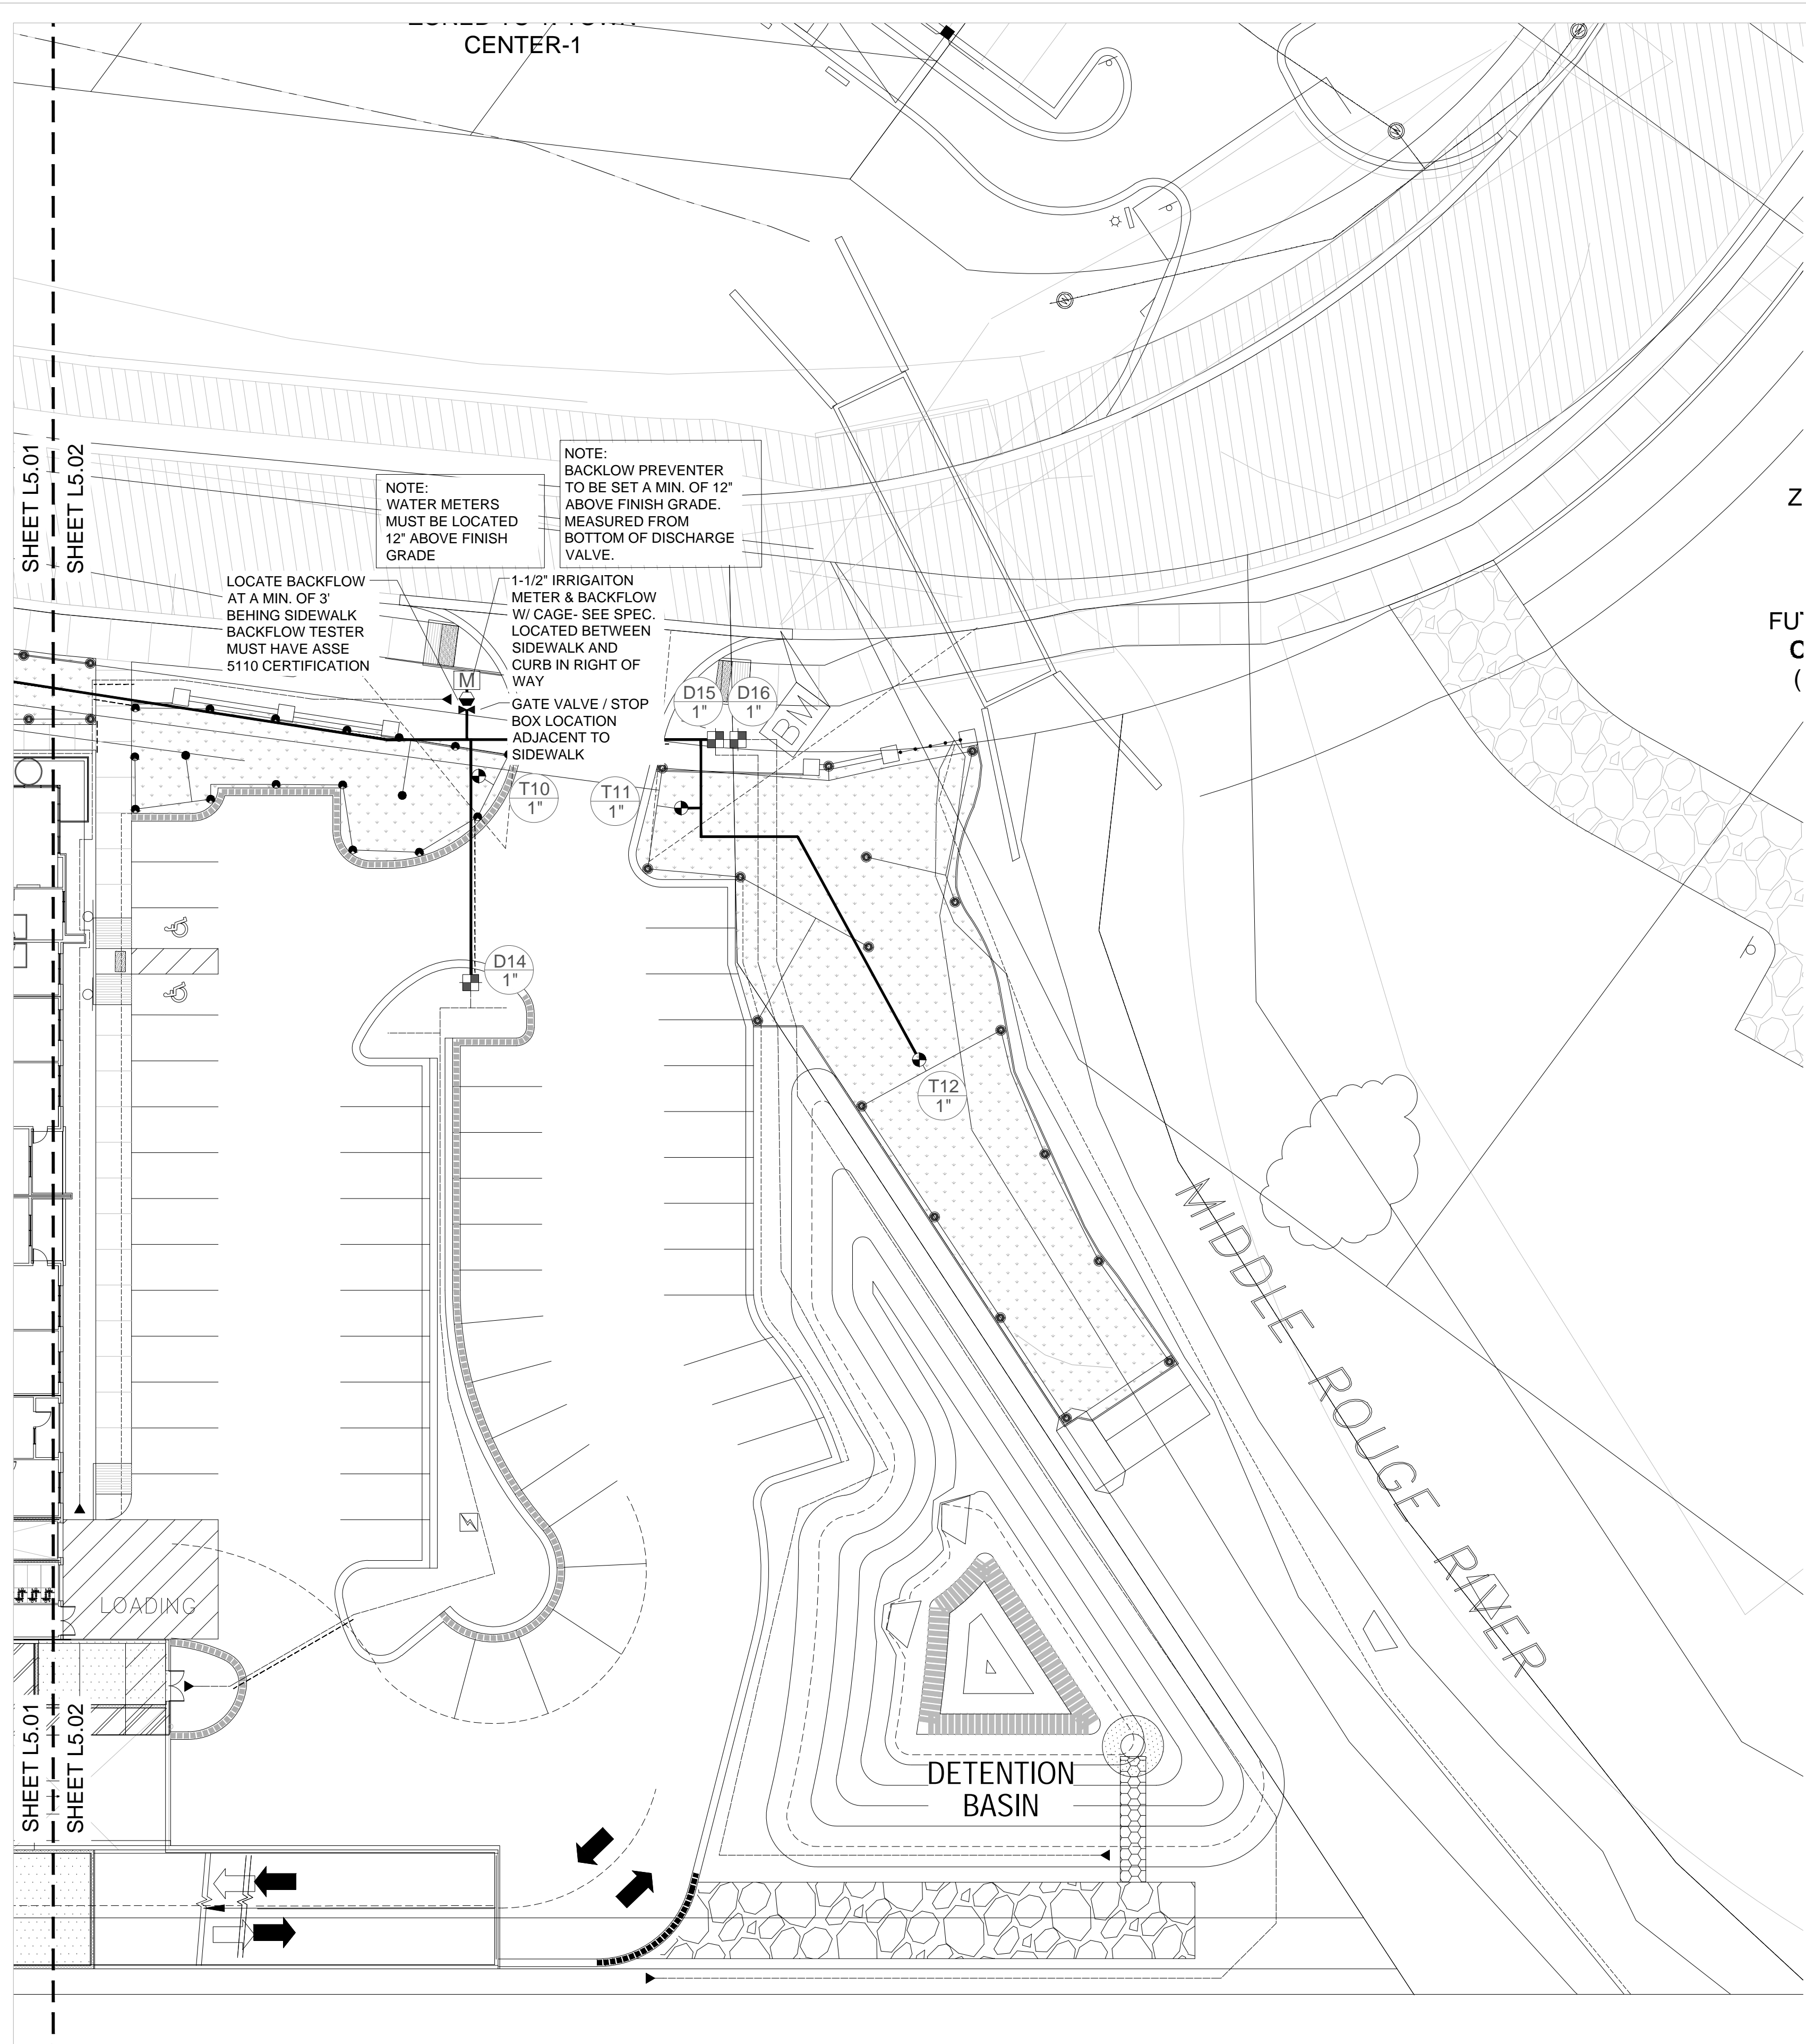 CENTER-1
SHEET L5.01
SHEET L5.02
NOTE:
WATER METERS
MUST BE LOCATED
12" ABOVE FINISH
GRADE
NOTE:
BACKLOW PREVENTER
TO BE SET A MIN. OF 12"
ABOVE FINISH GRADE.
MEASURED FROM
BOTTOM OF DISCHARGE
VALVE.
LOCATE BACKFLOW
AT A MIN. OF 3'
BEHING SIDEWALK
BACKFLOW TESTER
MUST HAVE ASSE
5110 CERTIFICATION
1-1/2" IRRIGAITON
METER & BACKFLOW
W/ CAGE- SEE SPEC.
LOCATED BETWEEN
SIDEWALK AND
CURB IN RIGHT OF
WAY
GATE VALVE / STOP
BOX LOCATION
ADJACENT TO
SIDEWALK
M
D15
1"
D16
1"
BM
T10
1"
T11
1"
D14
1"
T12
1"
Z
FUT
C
(
MIDDLE ROUGE RIVER
LOADING
SHEET L5.01
SHEET L5.02
DETENTION
BASIN